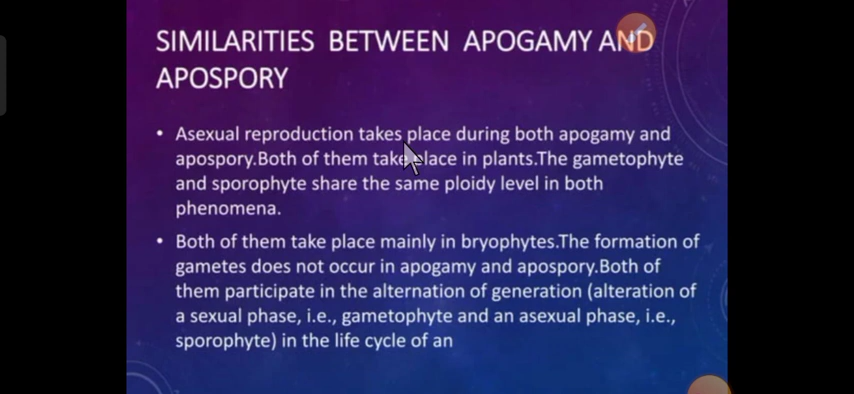 SIMILARITIES BETWEEN APOGAMY AND
APOSPORY
• Asexual reproduction takes place during both apogamy and
apospory.Both of them take place in plants.The gametophyte
and sporophyte share the same ploidy level in both
phenomena.
• Both of them take place mainly in bryophytes.The formation of
gametes does not occur in apogamy and apospory.Both of
them participate in the alternation of generation (alteration of
a sexual phase, i.e., gametophyte and an asexual phase, i.e.,
sporophyte) in the life cycle of an